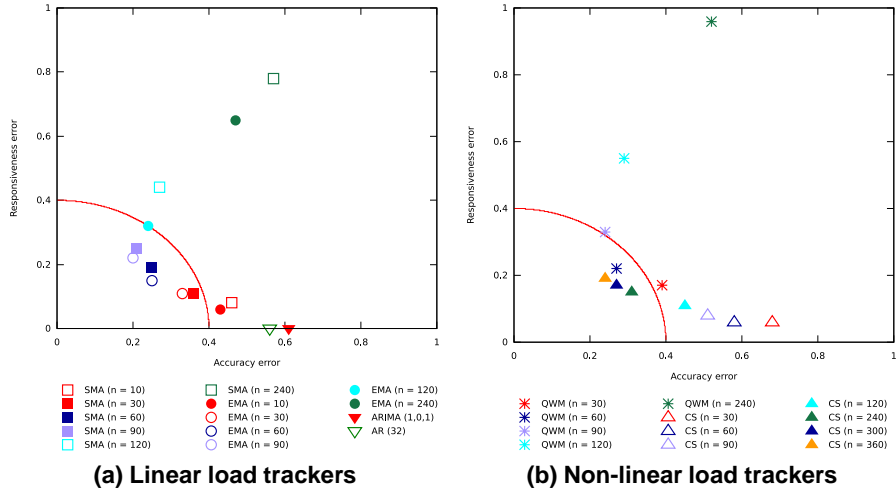 1
0.8
0.6
0.4
0.2
0
Responsiveness error
0.2 0.4 0.6 0.8 1
Accuracy error
SMA (n = 10)
SMA (n = 30)
SMA (n = 60)
SMA (n = 90)
SMA (n = 120)
SMA (n = 240)
EMA (n = 10)
EMA (n = 30)
EMA (n = 60)
EMA (n = 90)
EMA (n = 120)
EMA (n = 240)
ARIMA (1,0,1)
AR (32)
(a) Linear load trackers
1
0.8
0.6
0.4
0.2
0
Responsiveness error
0 0.2 0.4 0.6 0.8 1
Accuracy error
QWM (n = 30)
QWM (n = 60)
QWM (n = 90)
QWM (n = 120)
QWM (n = 240)
CS (n = 30)
CS (n = 60)
CS (n = 90)
CS (n = 120)
CS (n = 240)
CS (n = 300)
CS (n = 360)
(b) Non-linear load trackers